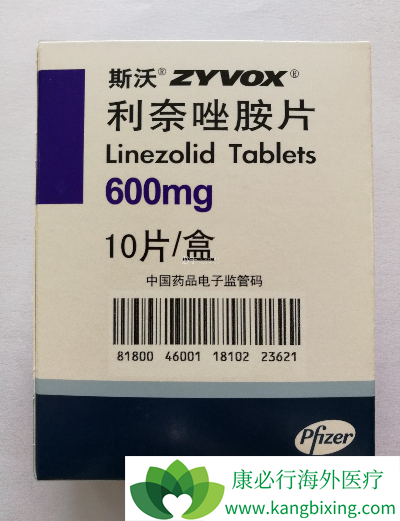 斯沃® ZYVOX®
利奈唑胺片
Linezolid Tablets
600mg
10片/盒
中国药品电子监管码
81800 46001 18102 23621
Pfizer
康必行海外医疗
www.kangbixing.com